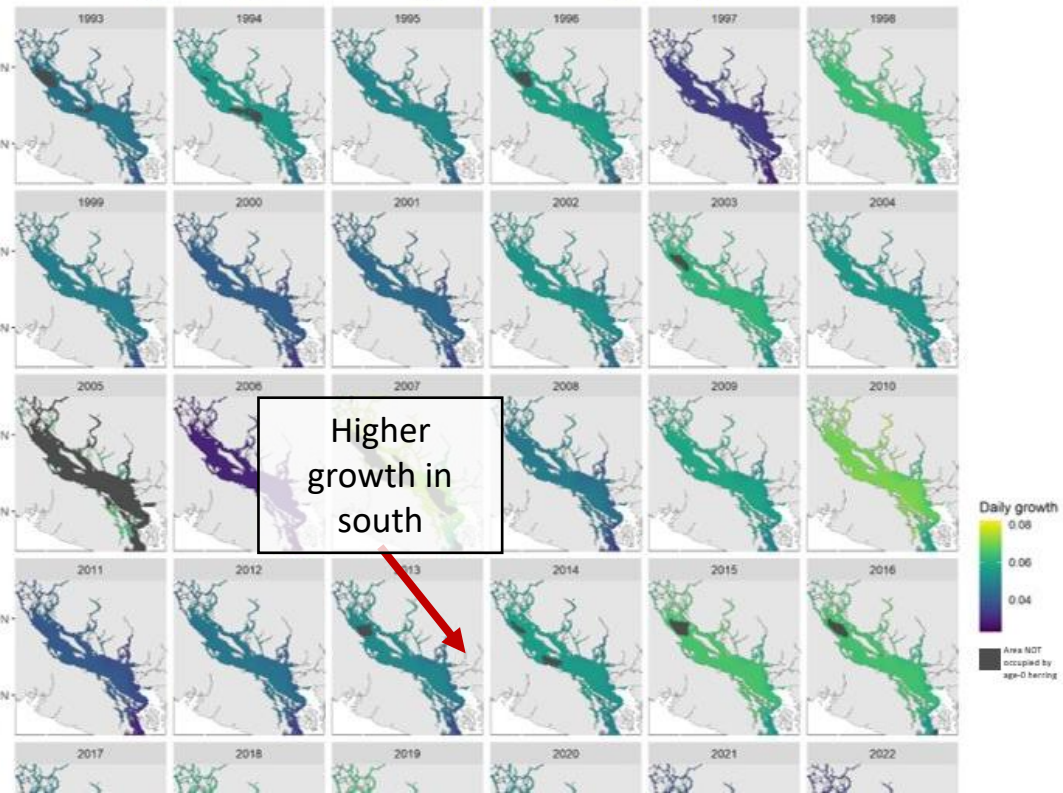 1993 1994 1995 1996 1997 1998
N
N
1999 2000 2001 2002 2003 2004
N
N
2005 2006 2007 2008 2009 2010
N
N
Higher
growth in
south
Daily growth
0.08
0.06
0.04
Area NOT
occupied by
age-0 herring
2011 2012 2013 2014 2015 2016
N
N
2017 2018 2019 2020 2021 2022